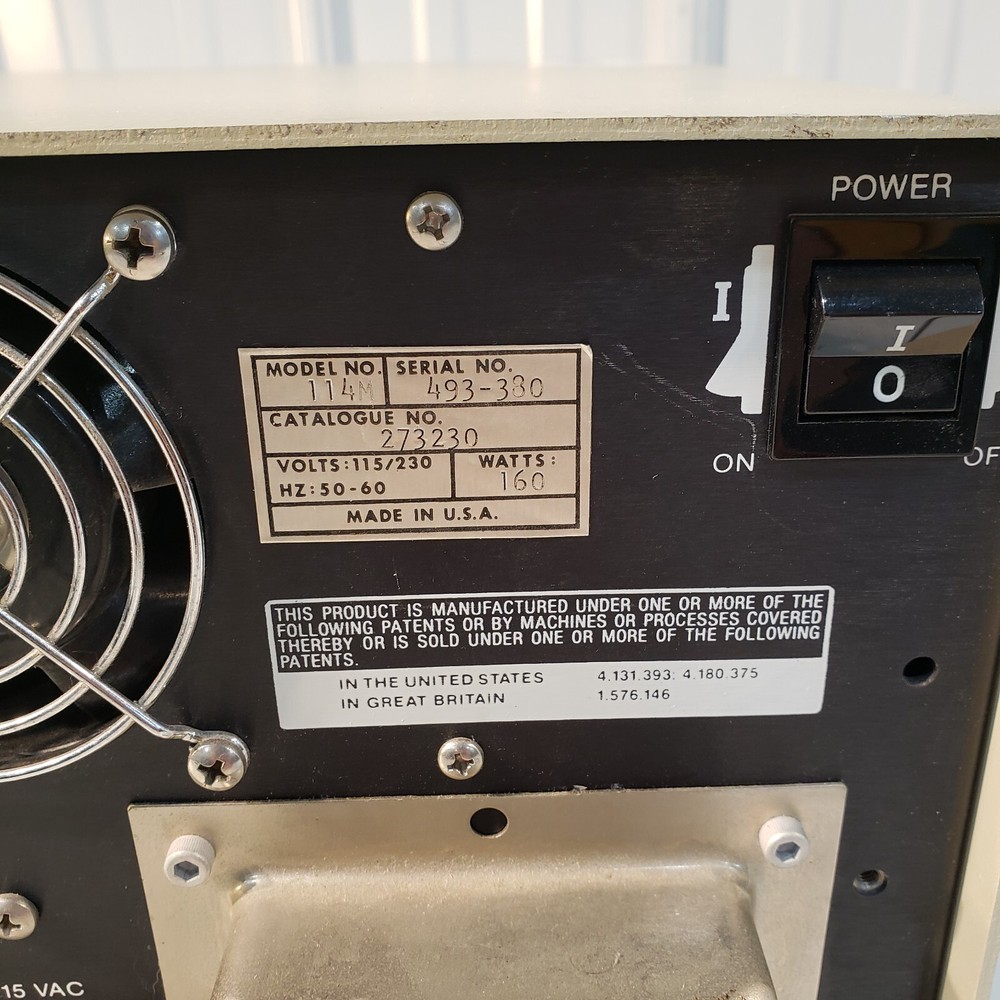 POWER
I
I
O
ON
OF
MODEL NO. SERIAL NO.
114M 493-380
CATALOGUE NO.
273230
VOLTS:115/230 WATTS:
HZ:50-60 160
MADE IN U.S.A.
THIS PRODUCT IS MANUFACTURED UNDER ONE OR MORE OF THE
FOLLOWING PATENTS OR BY MACHINES OR PROCESSES COVERED
THEREBY OR IS SOLD UNDER ONE OR MORE OF THE FOLLOWING
PATENTS.
IN THE UNITED STATES 4.131.393: 4.180.375
IN GREAT BRITAIN 1.576.146
15 VAC